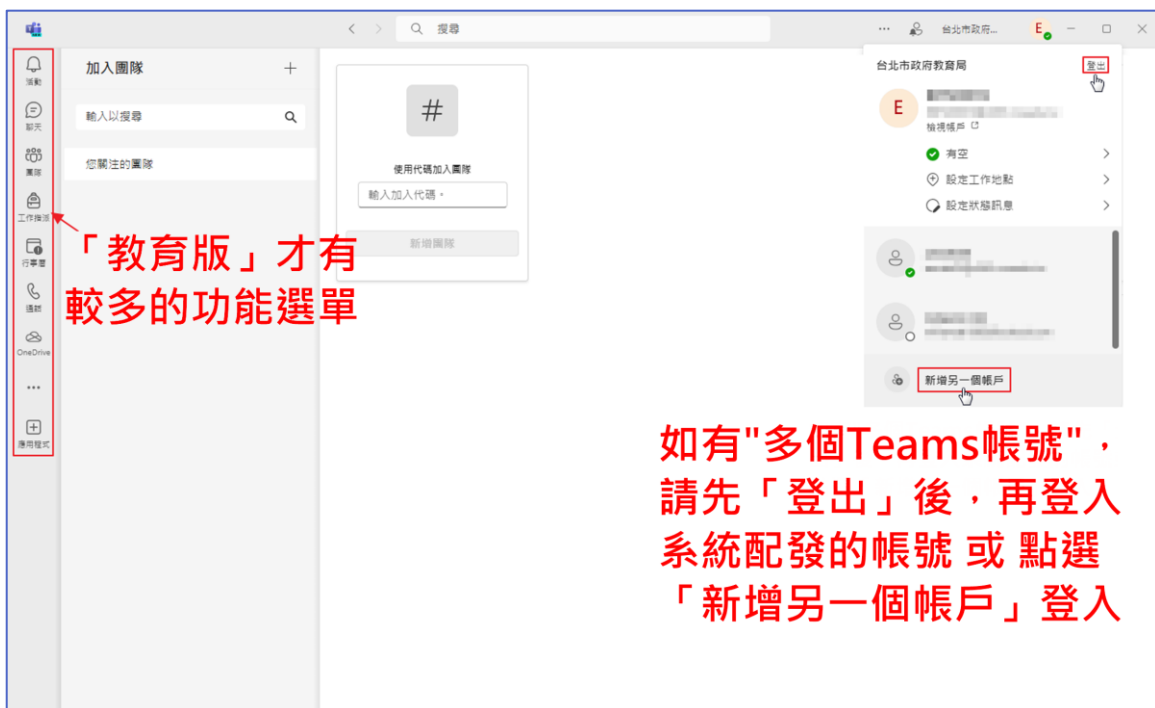 搜尋
台北市政府...
E
活動
聊天
團隊
工作指派
行事曆
通話
OneDrive
應用程式
加入團隊
輸入以搜尋
您關注的團隊
#
使用代碼加入團隊
輸入加入代碼。
新增團隊
台北市政府教育局
登出
E
檢視帳戶
有空
設定工作地點
設定狀態訊息
新增另一個帳戶
「教育版」才有
較多的功能選單
如有"多個Teams帳號"，
請先「登出」後，再登入
系統配發的帳號 或 點選
「新增另一個帳戶」登入